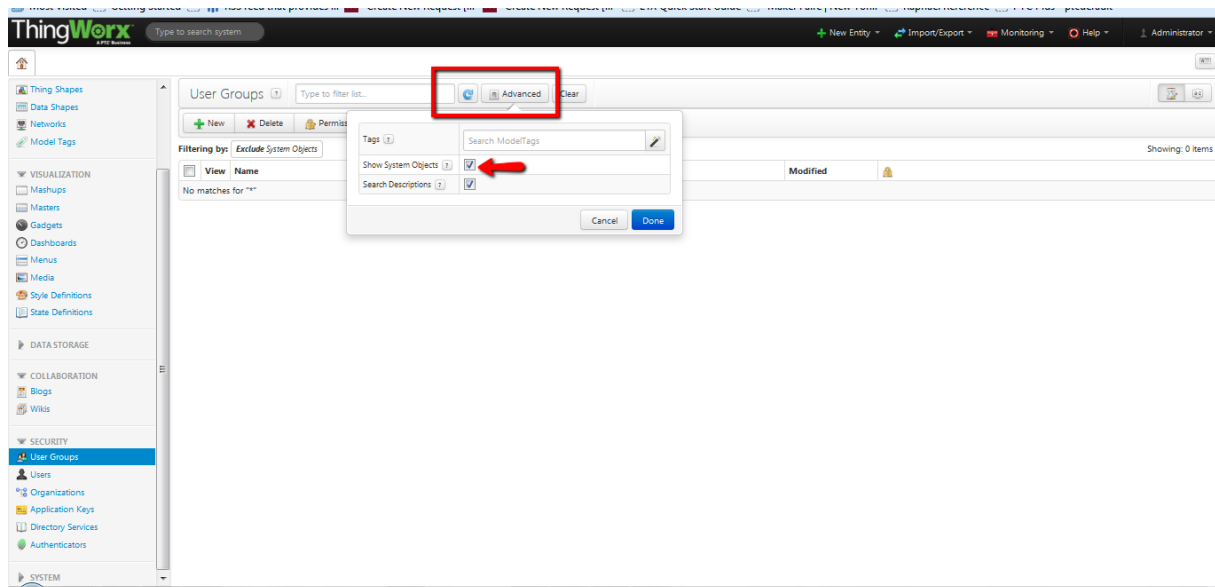 ThingWorx
A PTC Business
Type to search system
New Entity
Import/Export
Monitoring
Help
Administrator
Thing Shapes
Data Shapes
Networks
Model Tags
VISUALIZATION
Mashups
Masters
Gadgets
Dashboards
Menus
Media
Style Definitions
State Definitions
DATA STORAGE
COLLABORATION
Blogs
Wikis
SECURITY
User Groups
Users
Organizations
Application Keys
Directory Services
Authenticators
SYSTEM
User Groups ? Type to filter list... Advanced Clear
New Delete Permiss
Filtering by: Exclude System Objects
Showing: 0 items
View Name Modified
No matches for "*"
Tags ? Search ModelTags
Show System Objects ?
Search Descriptions ?
Cancel Done